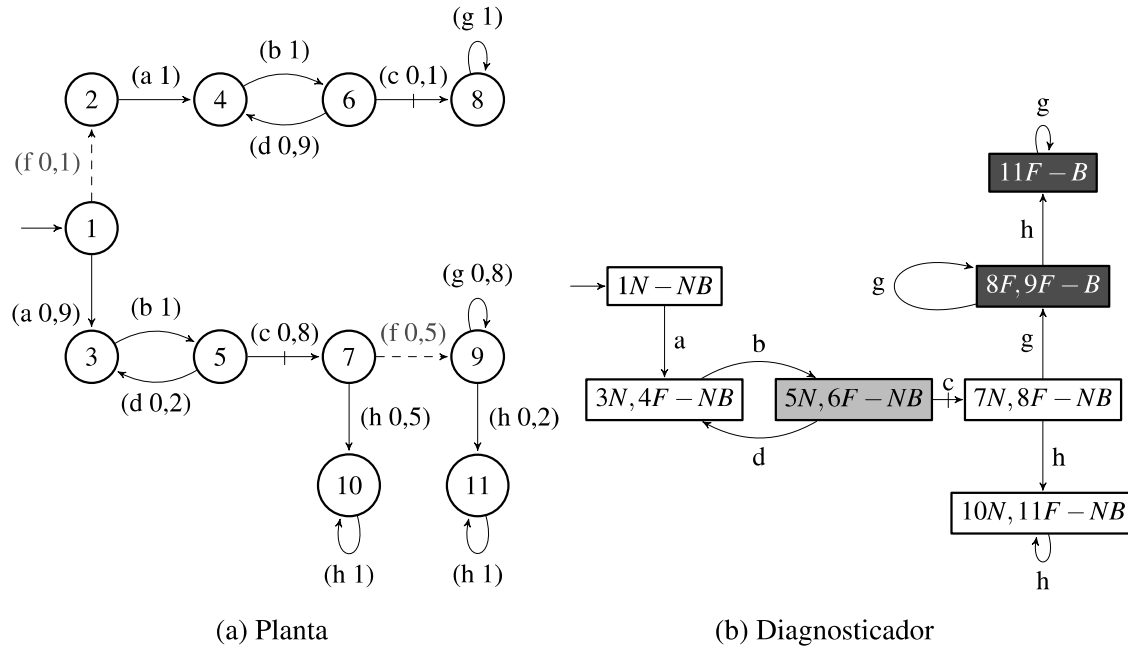 (g 1)
(b 1)
(a 1)
(c 0,1)
2
4
6
8
(d 0,9)
(f 0,1)
1
(a 0,9)
(b 1)
(c 0,8)
(f 0,5)
(g 0,8)
3
5
7
9
(d 0,2)
(h 0,5)
(h 0,2)
10
11
(h 1)
(h 1)
(a) Planta
g
11F − B
h
1N − NB
8F, 9F − B
g
a
b
g
3N, 4F − NB
5N, 6F − NB
c
7N, 8F − NB
d
h
10N, 11F − NB
h
(b) Diagnosticador